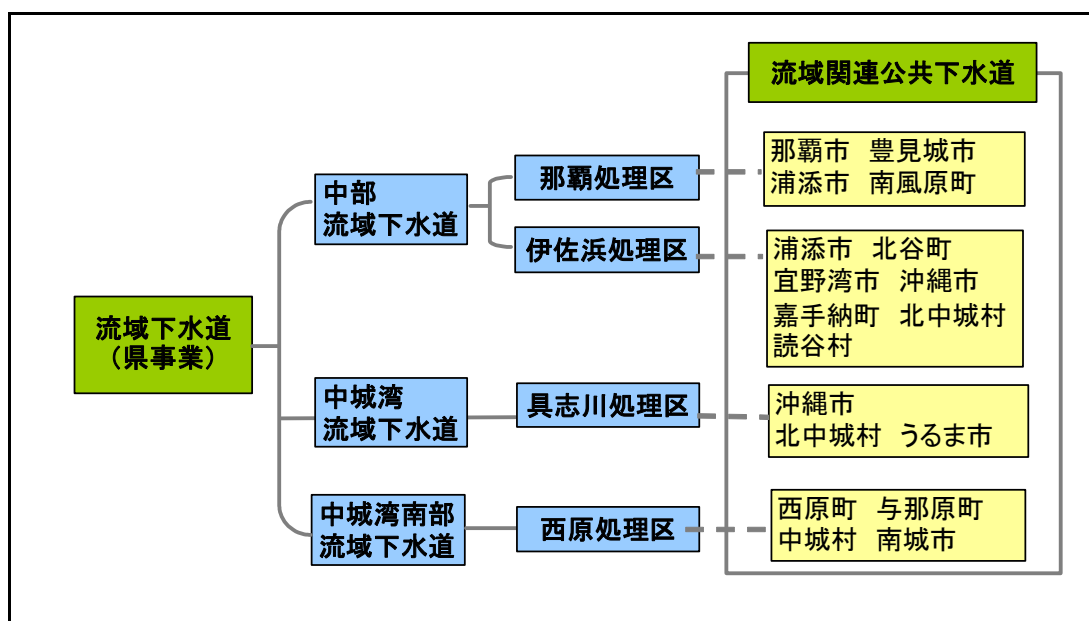 流域関連公共下水道
流域下水道
（県事業）
中部
流域下水道
那覇処理区
那覇市 豊見城市
浦添市 南風原町
伊佐浜処理区
浦添市 北谷町
宜野湾市 沖縄市
嘉手納町 北中城村
読谷村
中城湾
流域下水道
具志川処理区
沖縄市
北中城村 うるま市
中城湾南部
流域下水道
西原処理区
西原町 与那原町
中城村 南城市